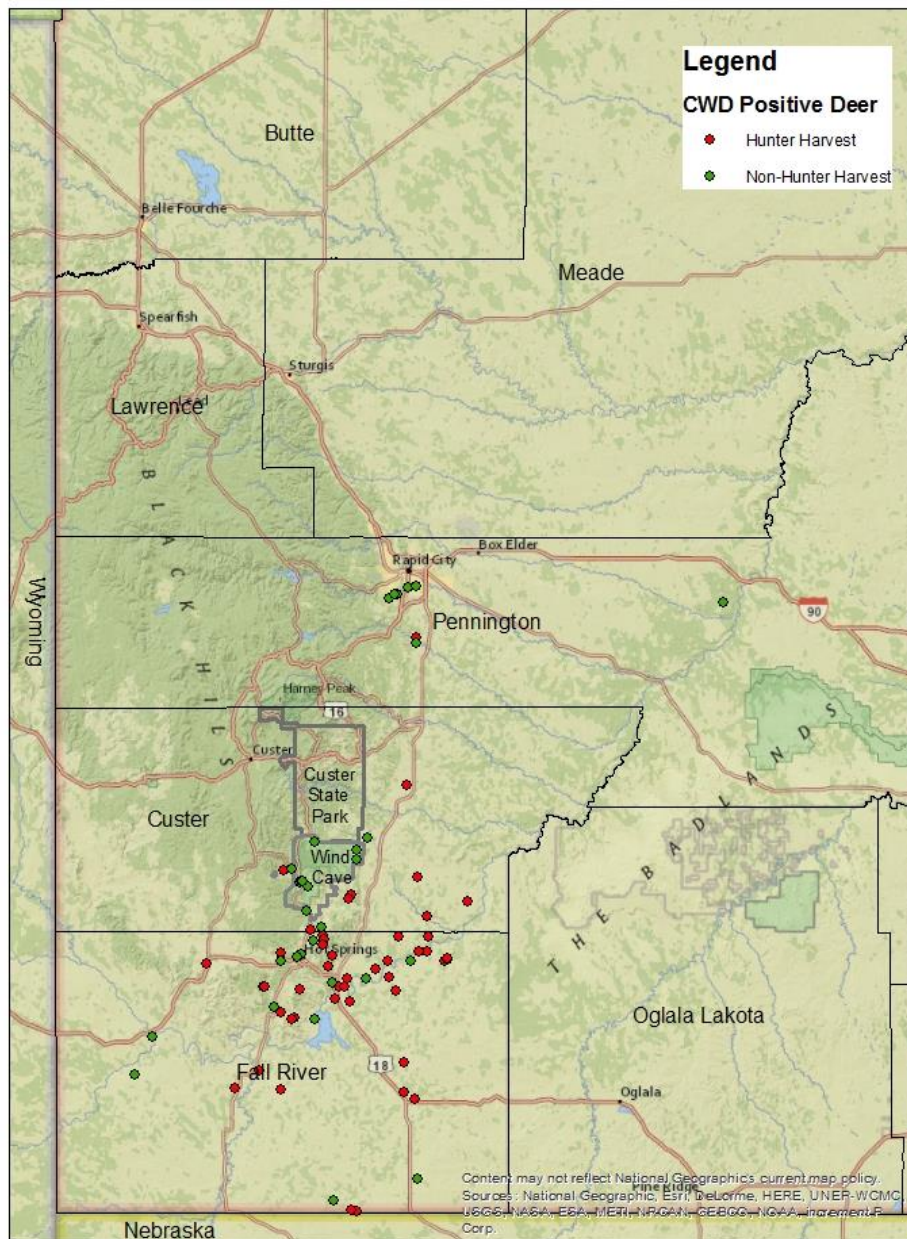 Legend
CWD Positive Deer
Hunter Harvest
Non-Hunter Harvest
Butte
Belle Fourche
Meade
Spearfish
Sturgis
Lawrence
Lead
BLACK HILLS
Rapid City
Box Elder
Wyoming
Pennington
90
Harney Peak
16
Custer
Custer
State
Park
THE BADLANDS
Custer
Wind
Cave
Hot Springs
Oglala Lakota
Fall River
18
Oglala
Pine Ridge
Content may not reflect National Geographic's current map policy.
Sources: National Geographic, Esri, DeLorme, HERE, UNEP-WCMC,
USGS, NASA, ESA, METI, NRCAN, GEBCO, NOAA, increment P
Corp.
Nebraska